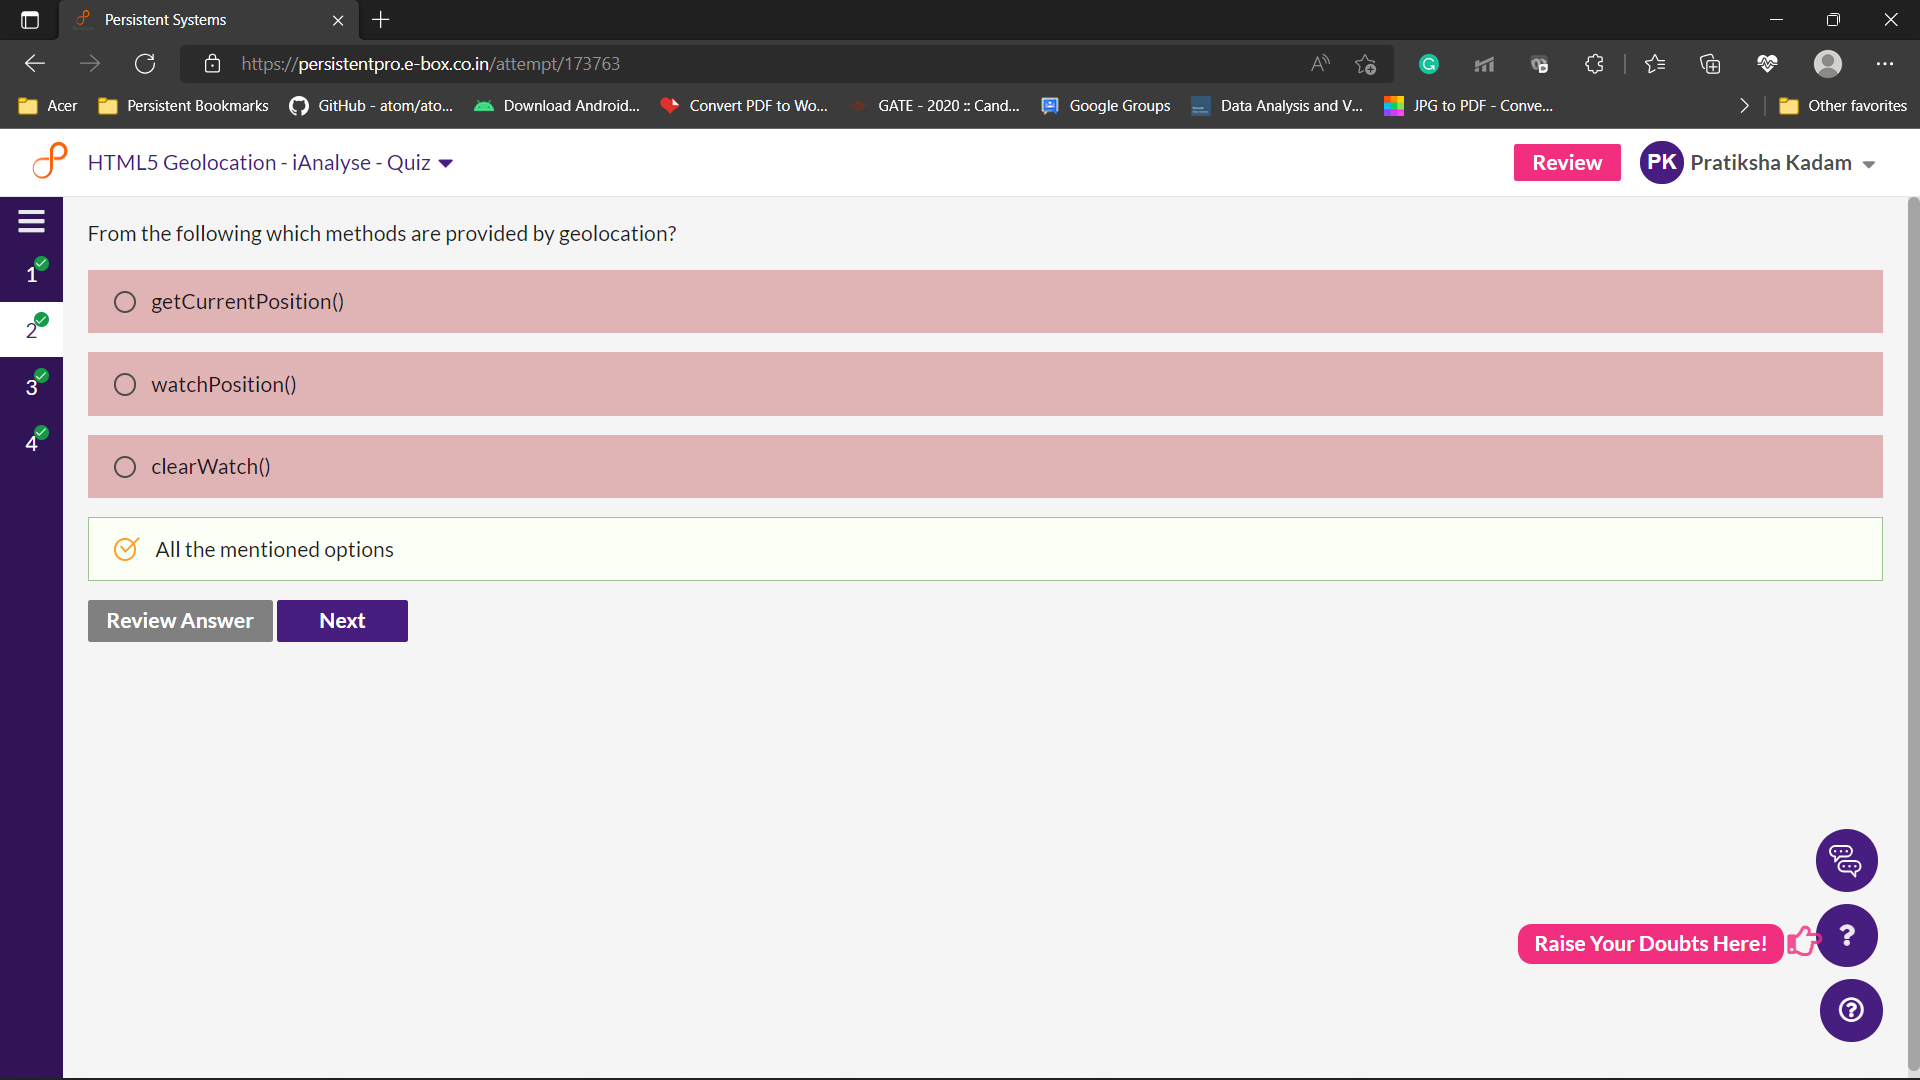 Persistent Systems
https://persistentpro.e-box.co.in/attempt/173763
Acer
Persistent Bookmarks
GitHub - atom/ato...
Download Android...
Convert PDF to Wo...
GATE - 2020 :: Cand...
Google Groups
Data Analysis and V...
JPG to PDF - Conve...
Other favorites
HTML5 Geolocation - iAnalyse - Quiz
Review
PK
Pratiksha Kadam
1
2
3
4
From the following which methods are provided by geolocation?
getCurrentPosition()
watchPosition()
clearWatch()
All the mentioned options
Review Answer
Next
Raise Your Doubts Here!
?
?